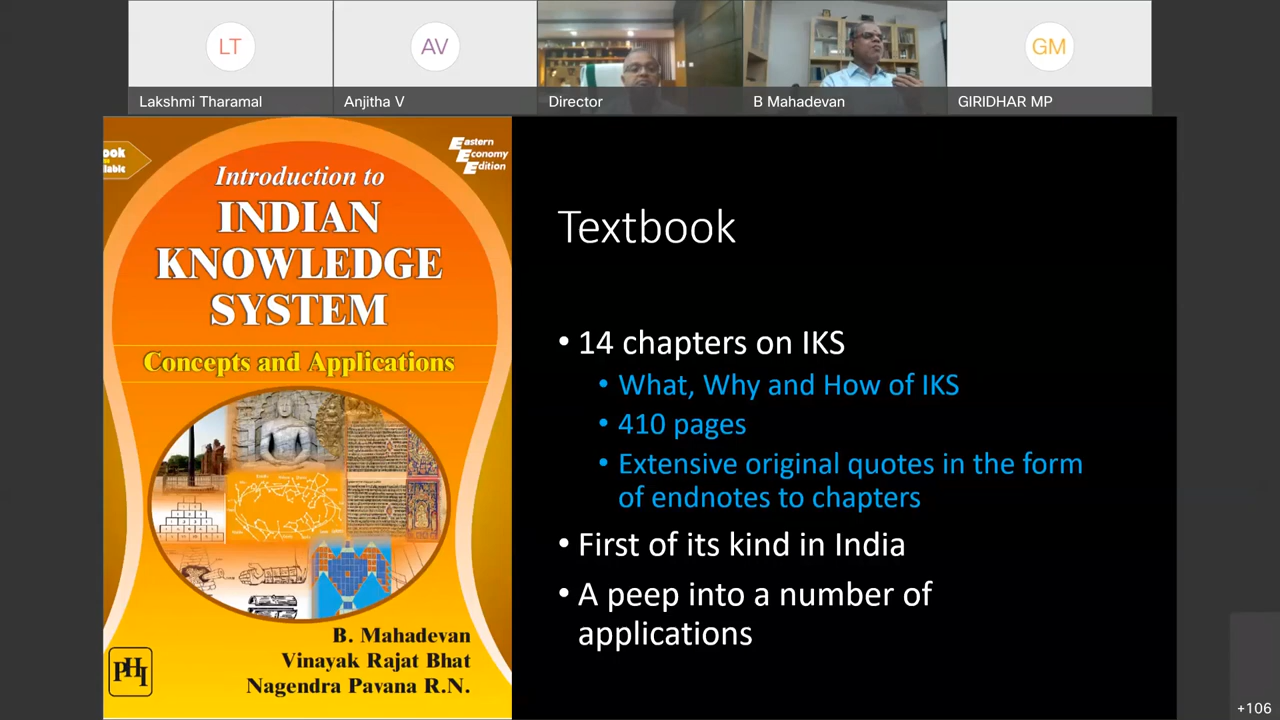 LT
AV
GM
Lakshmi Tharamal
Anjitha V
Director
B Mahadevan
GIRIDHAR MP
Eastern
Economy
Edition
Introduction to
INDIAN
KNOWLEDGE
SYSTEM
Concepts and Applications
B. Mahadevan
Vinayak Rajat Bhat
Nagendra Pavana R.N.
PHI
Textbook
• 14 chapters on IKS
• What, Why and How of IKS
• 410 pages
• Extensive original quotes in the form
of endnotes to chapters
• First of its kind in India
• A peep into a number of
applications
+106